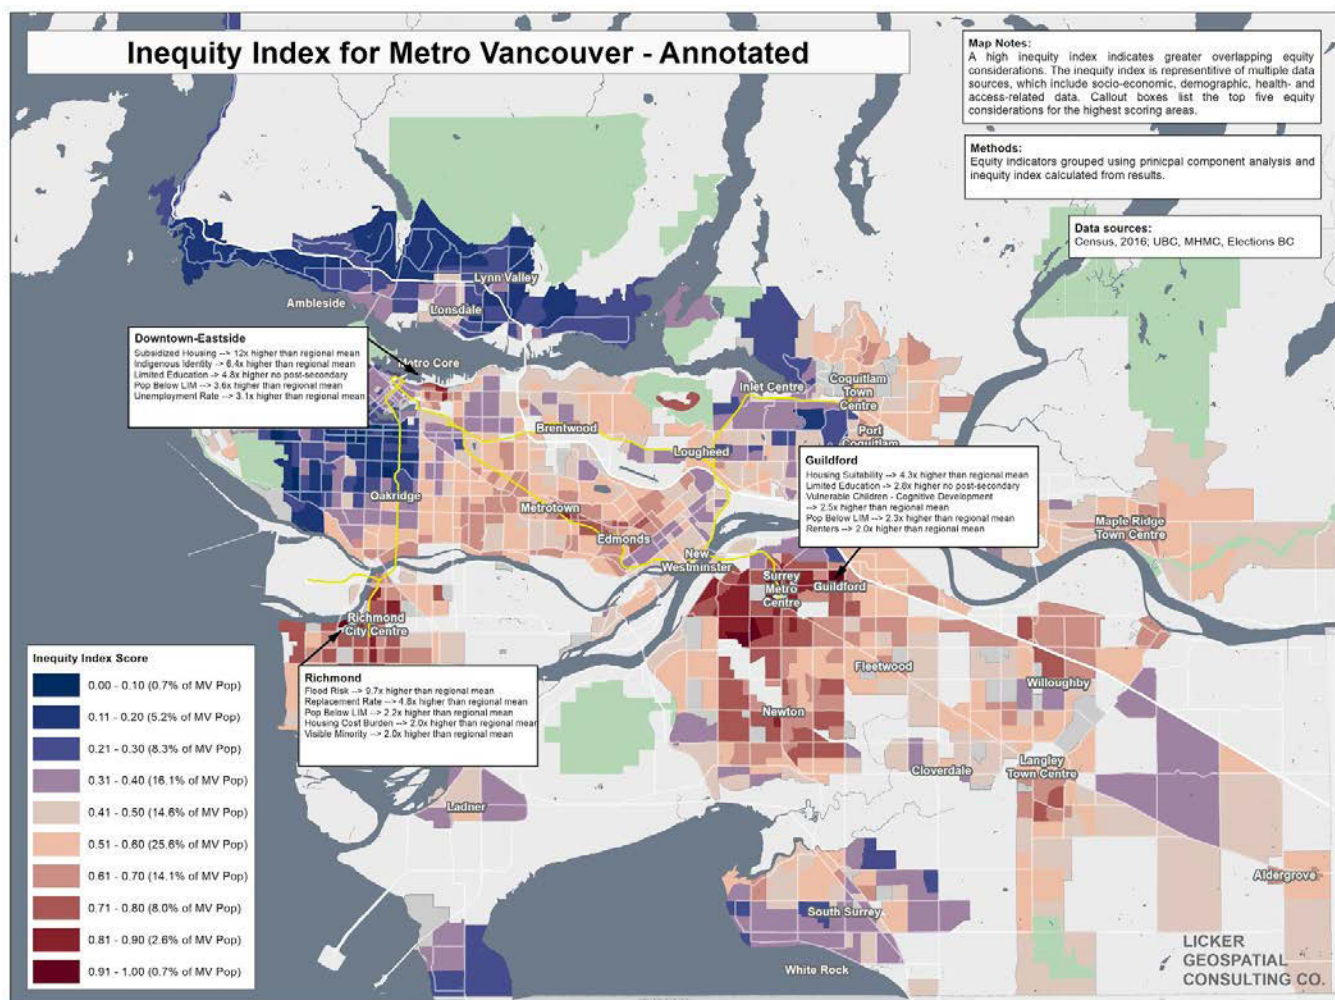 Inequity Index for Metro Vancouver - Annotated
Map Notes:
A high inequity index indicates greater overlapping equity
considerations. The inequity index is representitive of multiple data
sources, which include socio-economic, demographic, health- and
access-related data. Callout boxes list the top five equity
considerations for the highest scoring areas.
Methods:
Equity indicators grouped using prinicpal component analysis and
inequity index calculated from results.
Data sources:
Census, 2016; UBC, MHMC, Elections BC
Lynn Valley
Ambleside
Lonsdale
Downtown-Eastside
Subsidized Housing --> 12x higher than regional mean
Indigenous Identity -> 6.4x higher than regional mean
Limited Education -> 4.8x higher no post-secondary
Pop Below LIM --> 3.6x higher than regional mean
Unemployment Rate --> 3.1x higher than regional mean
Metro Core
Inlet Centre
Coquitlam
Town
Centre
Brentwood
Port
Coquitlam
Lougheed
Guildford
Housing Suitability --> 4.3x higher than regional mean
Limited Education -> 2.8x higher no post-secondary
Vulnerable Children - Cognitive Development
--> 2.5x higher than regional mean
Pop Below LIM --> 2.3x higher than regional mean
Renters --> 2.0x higher than regional mean
Oakridge
Metrotown
Edmonds
New
Westminster
Maple Ridge
Town Centre
Surrey
Metro
Centre
Guildford
Richmond
City Centre
Fleetwood
Willoughby
Newton
Richmond
Flood Risk --> 9.7x higher than regional mean
Replacement Rate --> 4.8x higher than regional mean
Pop Below LIM --> 2.2x higher than regional mean
Housing Cost Burden --> 2.0x higher than regional mean
Visible Minority --> 2.0x higher than regional mean
Cloverdale
Langley
Town Centre
Ladner
Aldergrove
South Surrey
White Rock
Inequity Index Score
0.00 - 0.10 (0.7% of MV Pop)
0.11 - 0.20 (5.2% of MV Pop)
0.21 - 0.30 (8.3% of MV Pop)
0.31 - 0.40 (16.1% of MV Pop)
0.41 - 0.50 (14.6% of MV Pop)
0.51 - 0.60 (25.6% of MV Pop)
0.61 - 0.70 (14.1% of MV Pop)
0.71 - 0.80 (8.0% of MV Pop)
0.81 - 0.90 (2.6% of MV Pop)
0.91 - 1.00 (0.7% of MV Pop)
LICKER
GEOSPATIAL
CONSULTING CO.